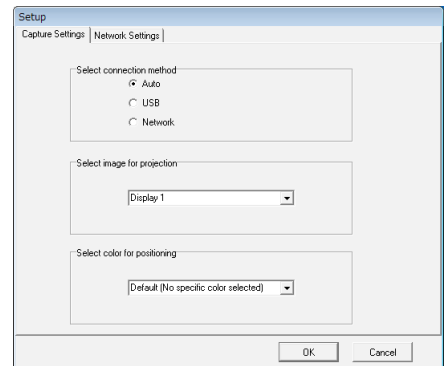 Setup
Capture Settings Network Settings
Select connection method
Auto
USB
Network
Select image for projection
Display 1
Select color for positioning
Default (No specific color selected)
OK Cancel